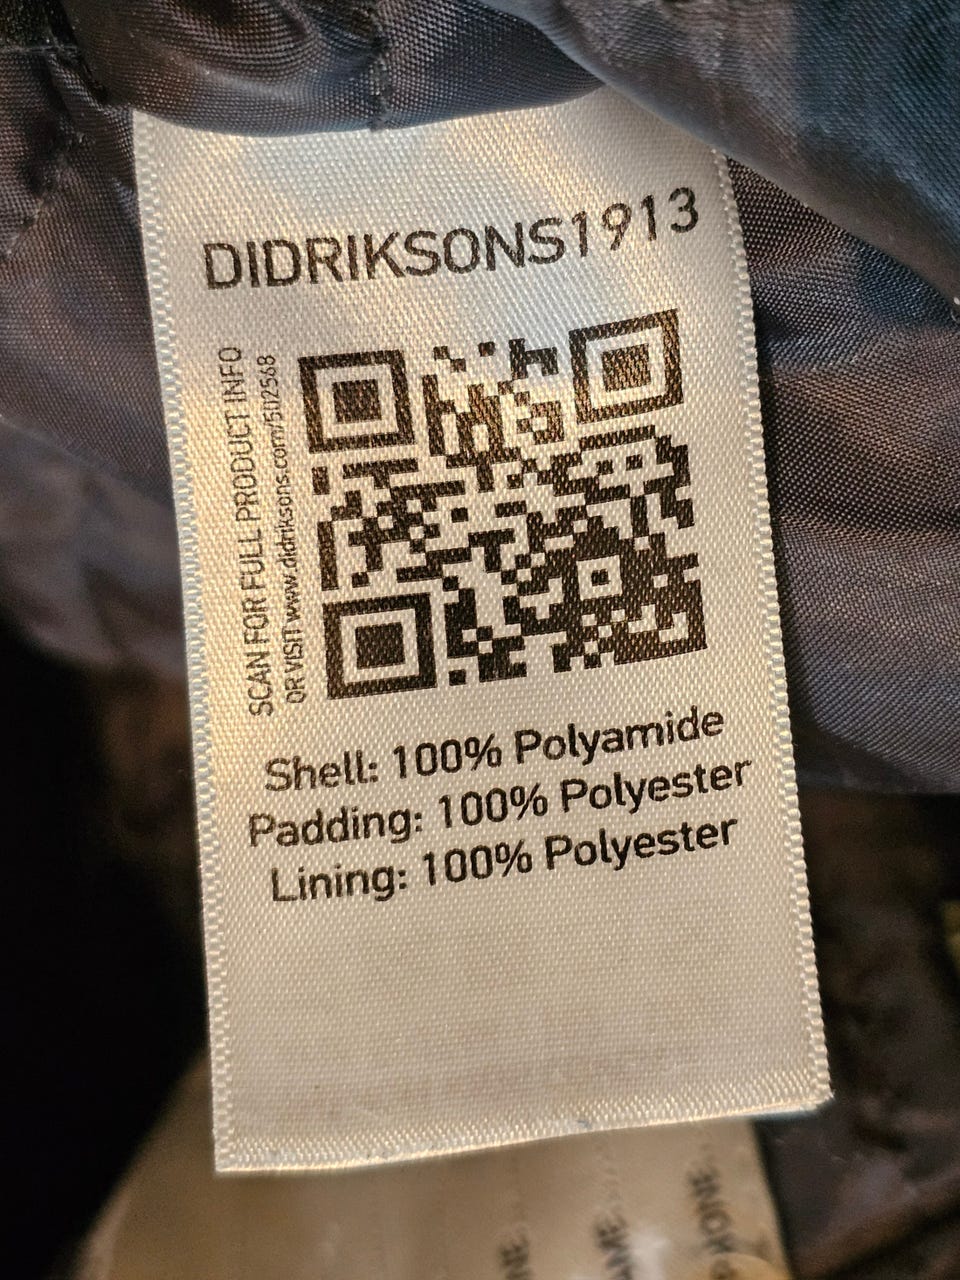 DIDRIKSONS1913
SCAN FOR FULL PRODUCT INFO
OR VISIT www.didriksons.com/5112568
Shell: 100% Polyamide
Padding: 100% Polyester
Lining: 100% Polyester